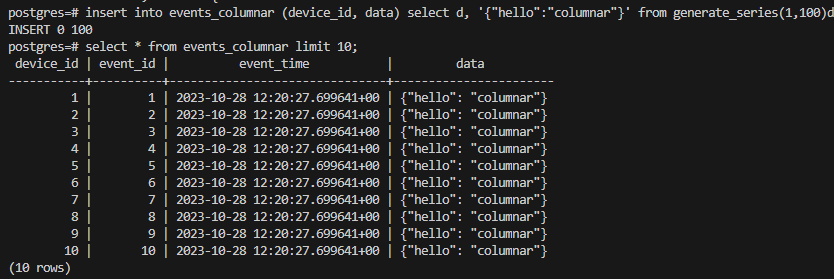 postgres=# insert into events_columnar (device_id, data) select d, '{"hello":"columnar"}' from generate_series(1,100)d
INSERT 0 100
postgres=# select * from events_columnar limit 10;
 device_id | event_id |          event_time           |         data
-----------+----------+-------------------------------+-----------------------
         1 |        1 | 2023-10-28 12:20:27.699641+00 | {"hello": "columnar"}
         2 |        2 | 2023-10-28 12:20:27.699641+00 | {"hello": "columnar"}
         3 |        3 | 2023-10-28 12:20:27.699641+00 | {"hello": "columnar"}
         4 |        4 | 2023-10-28 12:20:27.699641+00 | {"hello": "columnar"}
         5 |        5 | 2023-10-28 12:20:27.699641+00 | {"hello": "columnar"}
         6 |        6 | 2023-10-28 12:20:27.699641+00 | {"hello": "columnar"}
         7 |        7 | 2023-10-28 12:20:27.699641+00 | {"hello": "columnar"}
         8 |        8 | 2023-10-28 12:20:27.699641+00 | {"hello": "columnar"}
         9 |        9 | 2023-10-28 12:20:27.699641+00 | {"hello": "columnar"}
        10 |       10 | 2023-10-28 12:20:27.699641+00 | {"hello": "columnar"}
(10 rows)